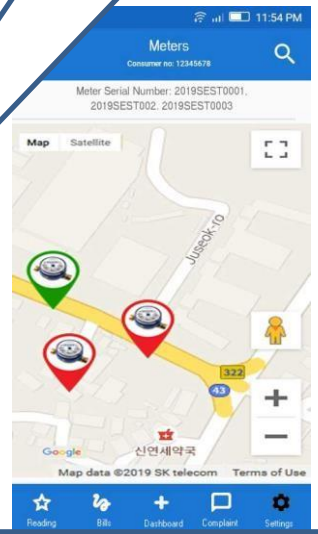 11:54 PM
Meters
Consumer no: 12345678
Meter Serial Number: 2019SEST0001,
2019SEST002. 2019SEST0003
Map Satellite
Juseok-ro
322
43
신연세약국
Google
Map data ©2019 SK telecom Terms of Use
Reading Bills Dashboard Complaint Settings